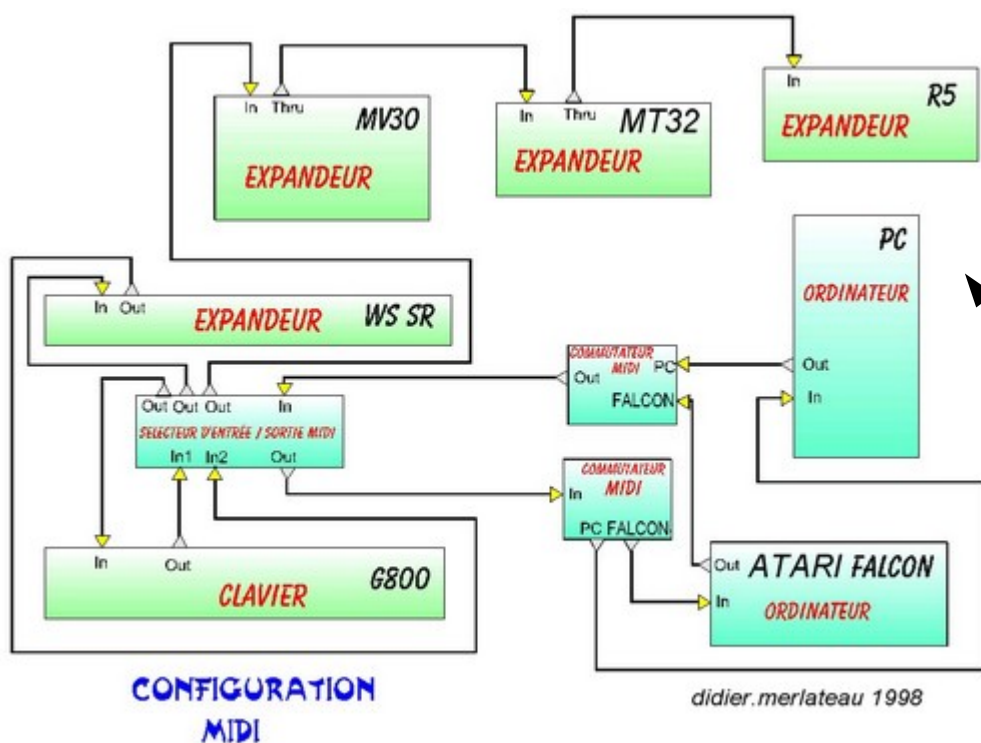 In Thru MV30
EXPANDEUR
In Thru MT32
EXPANDEUR
In R5
EXPANDEUR
PC
ORDINATEUR
Out
In
In Out EXPANDEUR WS SR
COMMUTATEUR
MIDI PC
Out
FALCON
Out Out Out In
SELECTEUR D'ENTRÉE / SORTIE MIDI
In1 In2 Out
COMMUTATEUR
MIDI
In
PC FALCON
In Out G800
CLAVIER
Out ATARI FALCON
In ORDINATEUR
CONFIGURATION
MIDI
didier.merlateau 1998